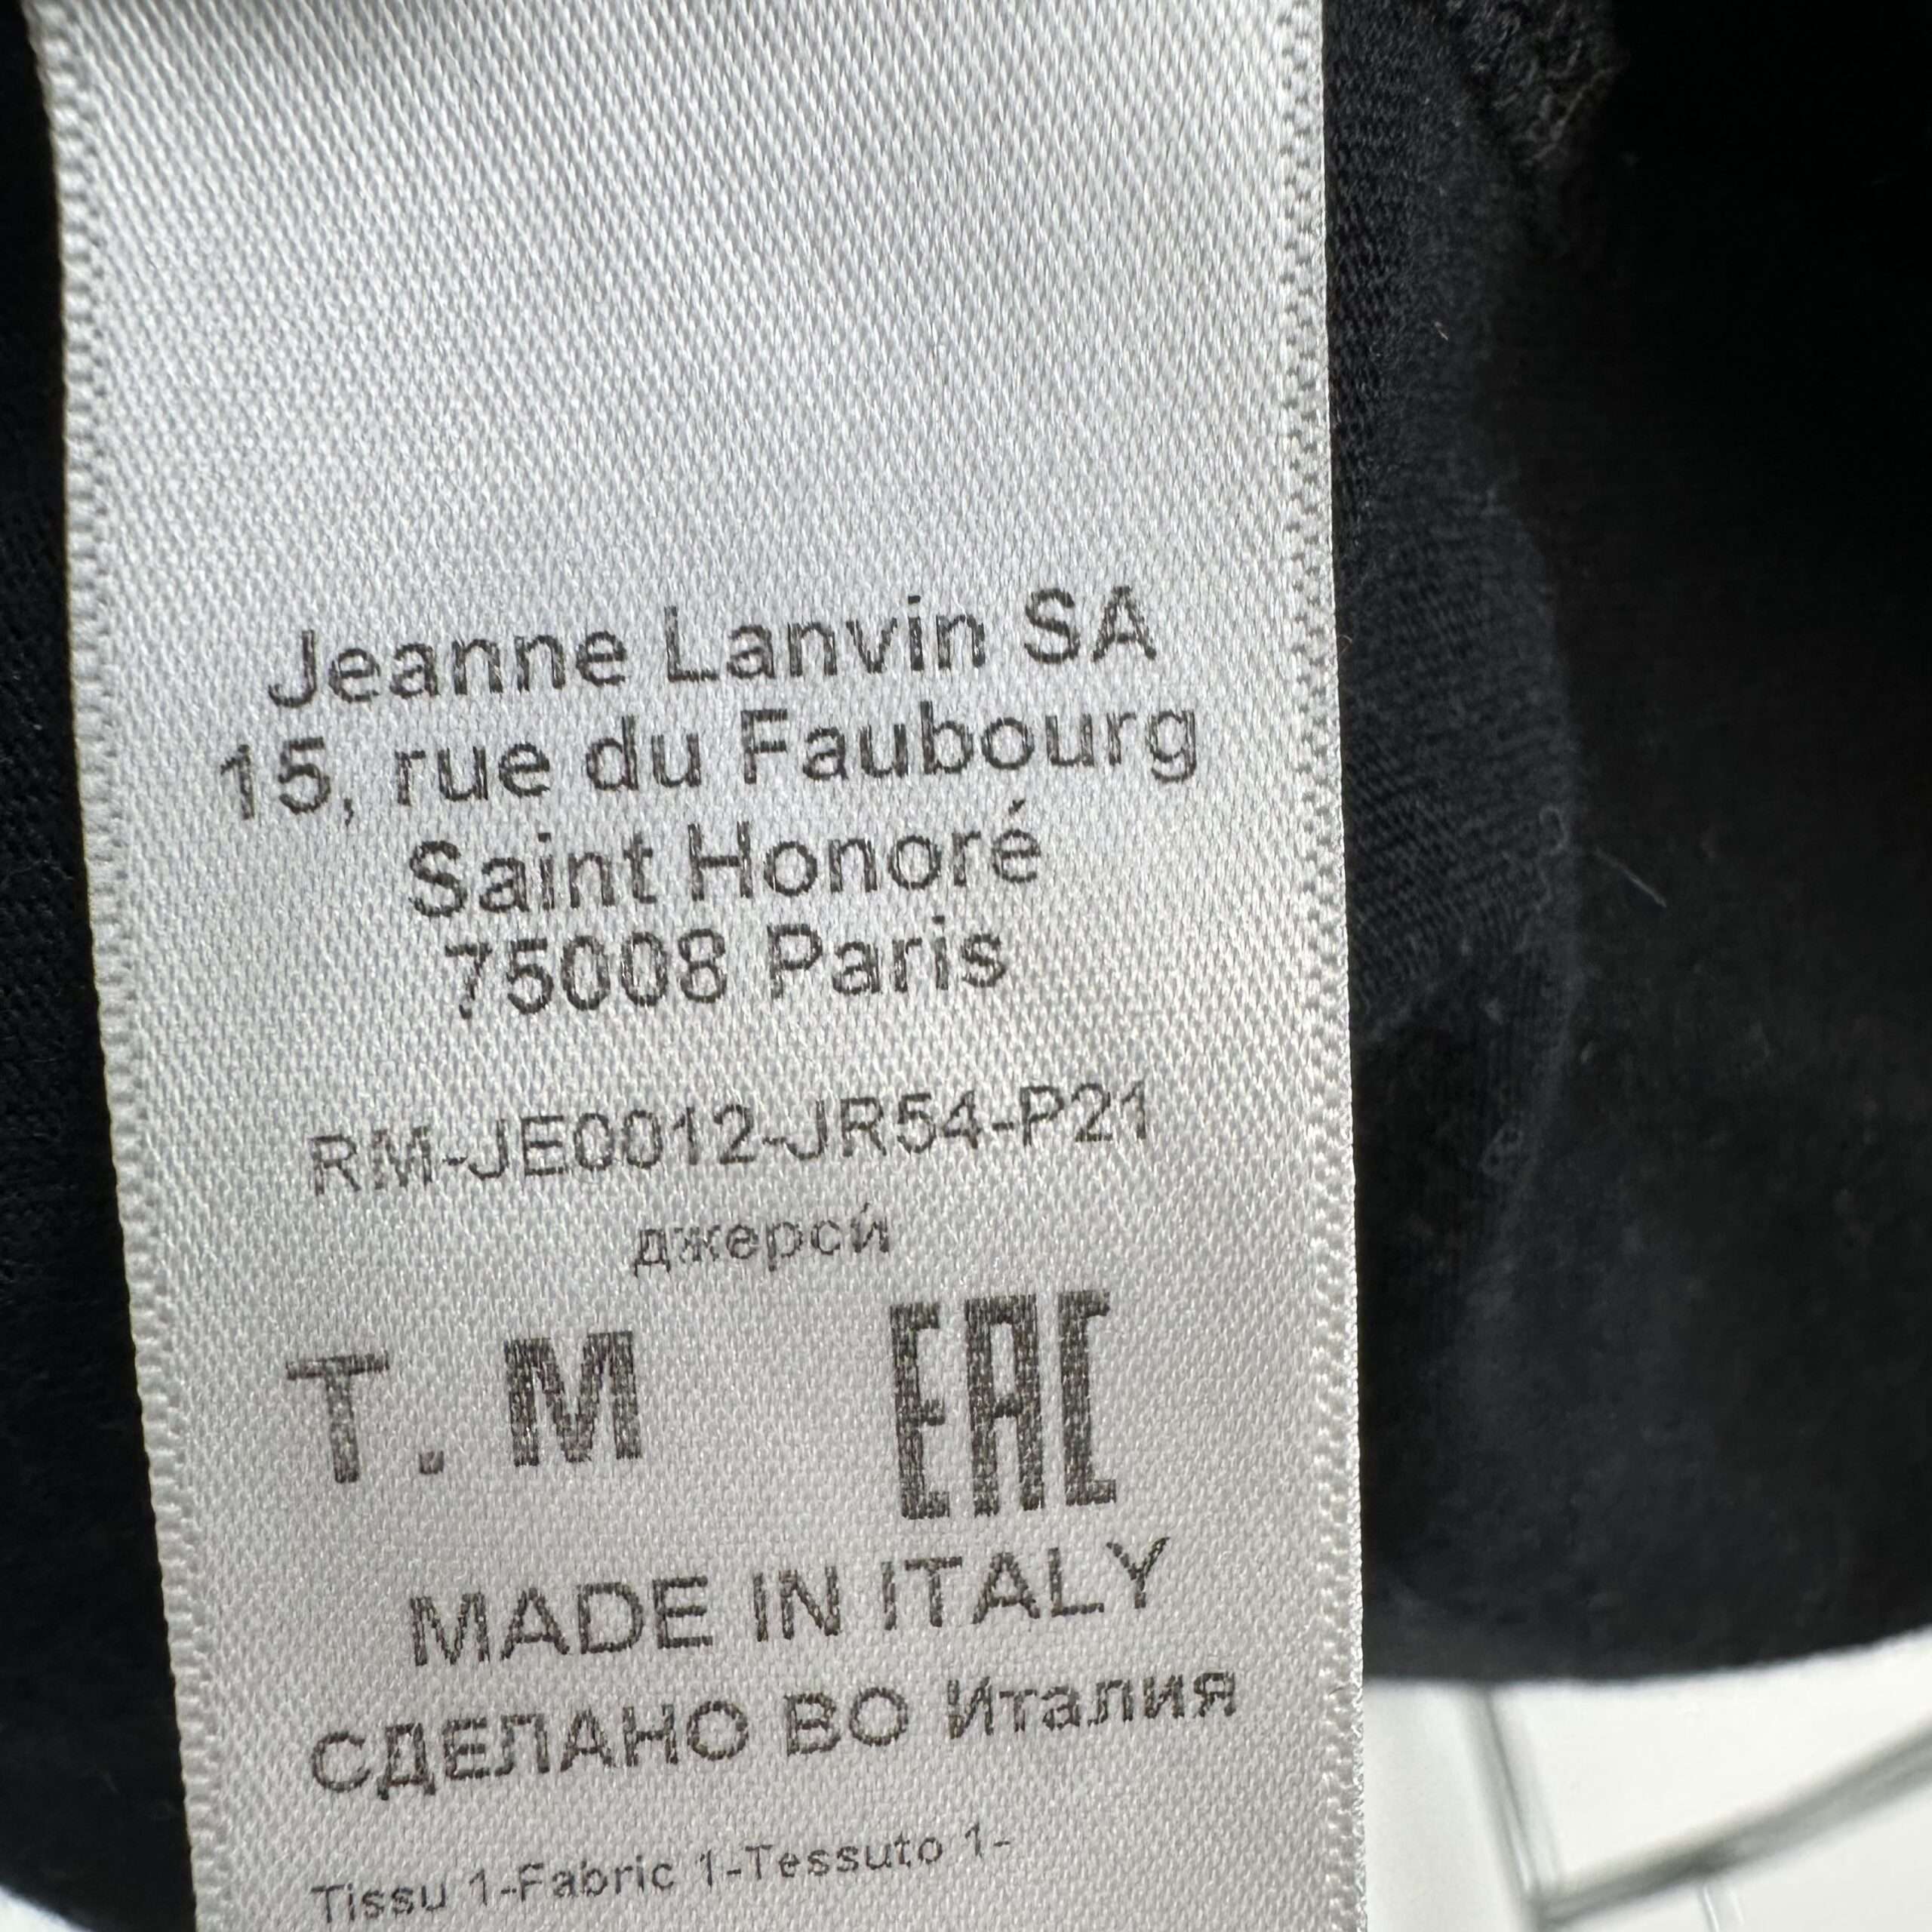 Jeanne Lanvin SA
15, rue du Faubourg
Saint Honoré
75008 Paris
RM-JE0012-JR54-P21
джерси́
T. M EAC
MADE IN ITALY
СДЕЛАНО ВО Италия
Tissu 1-Fabric 1-Tessuto 1-